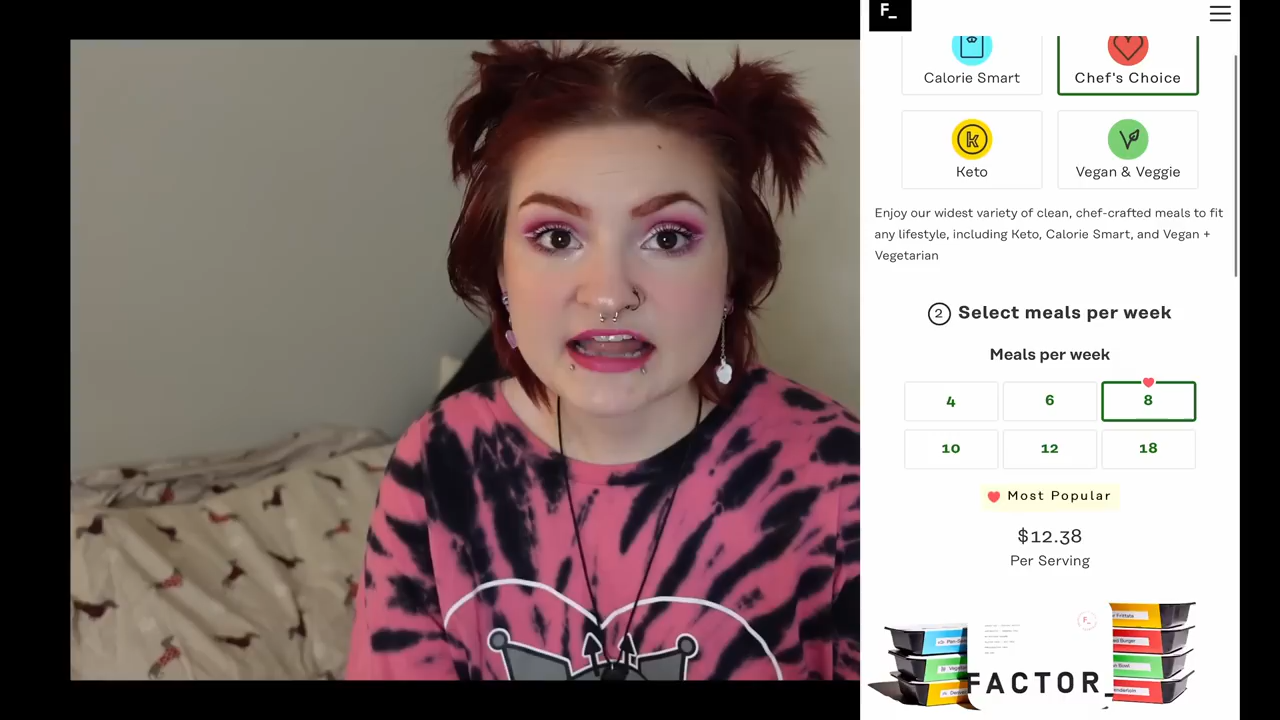 F_
Calorie Smart
Chef's Choice
Keto
Vegan & Veggie
Enjoy our widest variety of clean, chef-crafted meals to fit
any lifestyle, including Keto, Calorie Smart, and Vegan +
Vegetarian
2 Select meals per week
Meals per week
4 6 8
10 12 18
Most Popular
$12.38
Per Serving
F_
FACTOR_